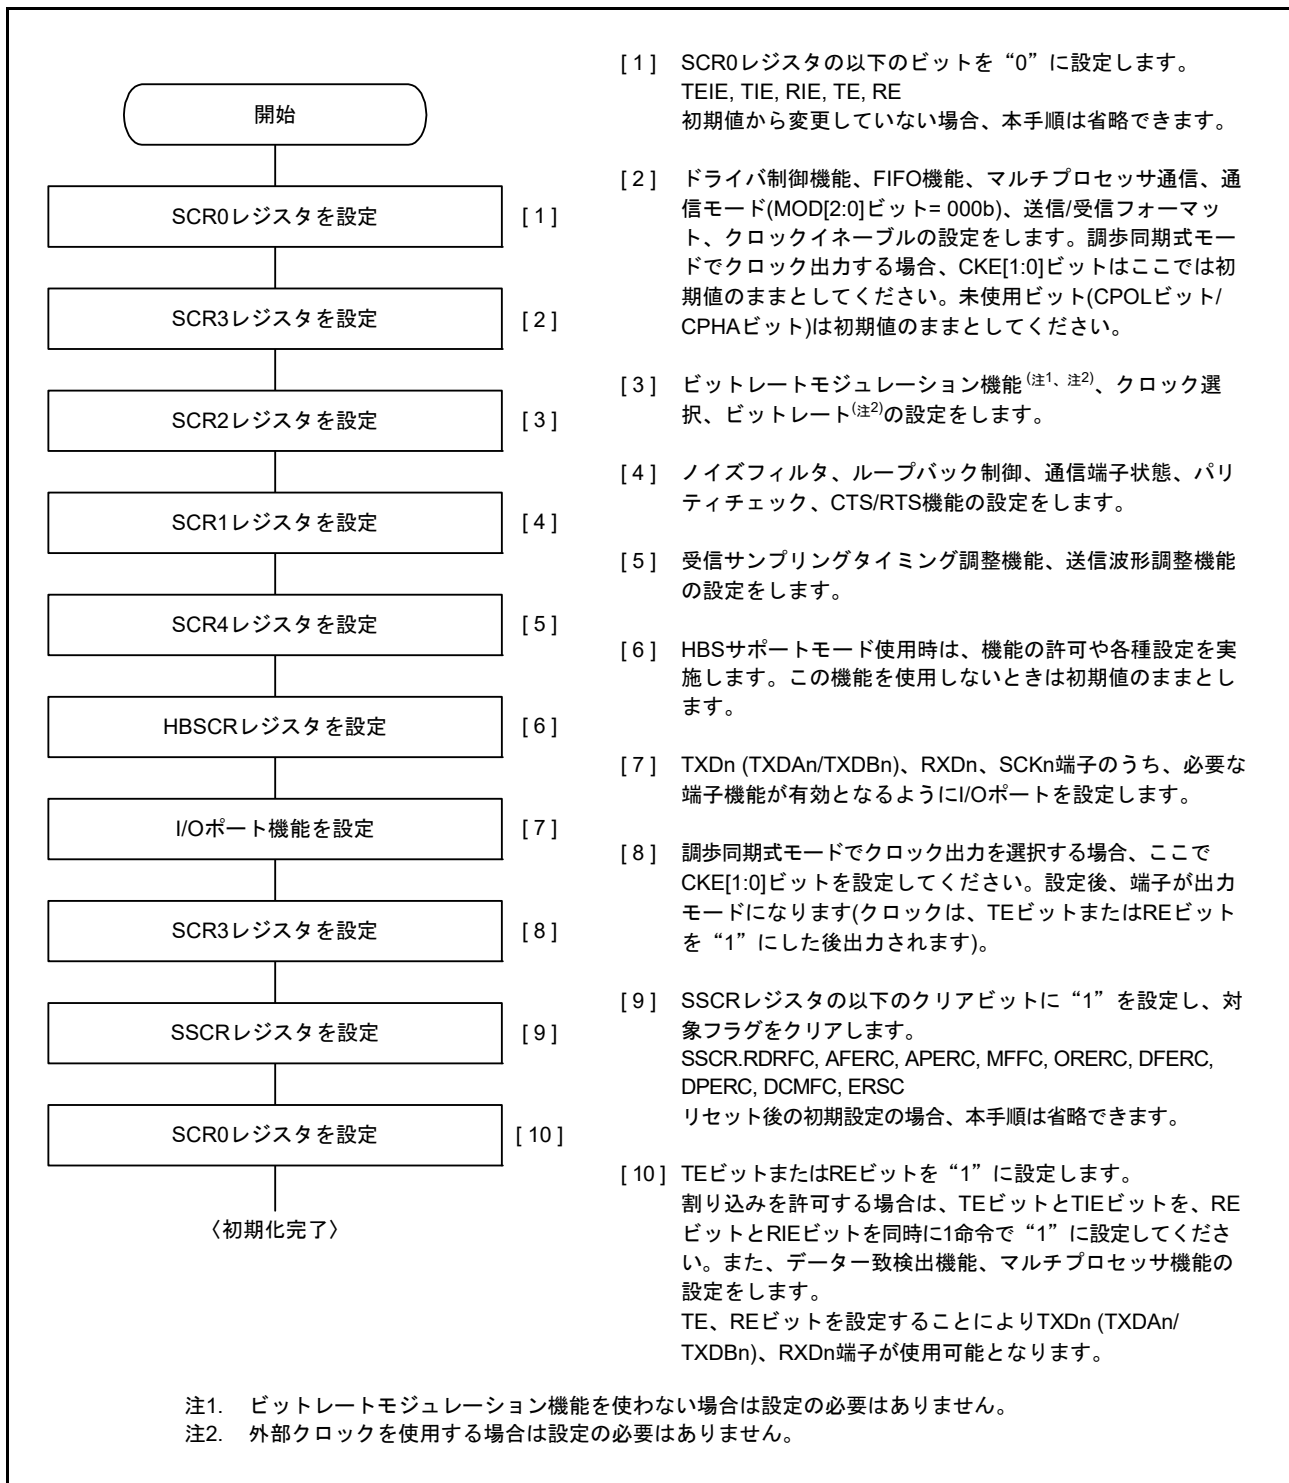 開始
SCR0レジスタを設定 [ 1 ]
SCR3レジスタを設定 [ 2 ]
SCR2レジスタを設定 [ 3 ]
SCR1レジスタを設定 [ 4 ]
SCR4レジスタを設定 [ 5 ]
HBSCRレジスタを設定 [ 6 ]
I/Oポート機能を設定 [ 7 ]
SCR3レジスタを設定 [ 8 ]
SSCRレジスタを設定 [ 9 ]
SCR0レジスタを設定 [ 10 ]
〈初期化完了〉
[ 1 ] SCR0レジスタの以下のビットを“0”に設定します。
TEIE, TIE, RIE, TE, RE
初期値から変更していない場合、本手順は省略できます。
[ 2 ] ドライバ制御機能、FIFO機能、マルチプロセッサ通信、通
信モード(MOD[2:0]ビット= 000b)、送信/受信フォーマッ
ト、クロックイネーブルの設定をします。調歩同期式モー
ドでクロック出力する場合、CKE[1:0]ビットはここでは初
期値のままとしてください。未使用ビット(CPOLビット/
CPHAビット)は初期値のままとしてください。
[ 3 ] ビットレートモジュレーション機能(注1、注2)、クロック選
択、ビットレート(注2)の設定をします。
[ 4 ] ノイズフィルタ、ループバック制御、通信端子状態、パリ
ティチェック、CTS/RTS機能の設定をします。
[ 5 ] 受信サンプリングタイミング調整機能、送信波形調整機能
の設定をします。
[ 6 ] HBSサポートモード使用時は、機能の許可や各種設定を実
施します。この機能を使用しないときは初期値のままとし
ます。
[ 7 ] TXDn (TXDAn/TXDBn)、RXDn、SCKn端子のうち、必要な
端子機能が有効となるようにI/Oポートを設定します。
[ 8 ] 調歩同期式モードでクロック出力を選択する場合、ここで
CKE[1:0]ビットを設定してください。設定後、端子が出力
モードになります(クロックは、TEビットまたはREビット
を“1”にした後出力されます)。
[ 9 ] SSCRレジスタの以下のクリアビットに“1”を設定し、対
象フラグをクリアします。
SSCR.RDRFC, AFERC, APERC, MFFC, ORERC, DFERC,
DPERC, DCMFC, ERSC
リセット後の初期設定の場合、本手順は省略できます。
[ 10 ] TEビットまたはREビットを“1”に設定します。
割り込みを許可する場合は、TEビットとTIEビットを、RE
ビットとRIEビットを同時に1命令で“1”に設定してくださ
い。また、データ一致検出機能、マルチプロセッサ機能の
設定をします。
TE、REビットを設定することによりTXDn (TXDAn/
TXDBn)、RXDn端子が使用可能となります。
注1. ビットレートモジュレーション機能を使わない場合は設定の必要はありません。
注2. 外部クロックを使用する場合は設定の必要はありません。